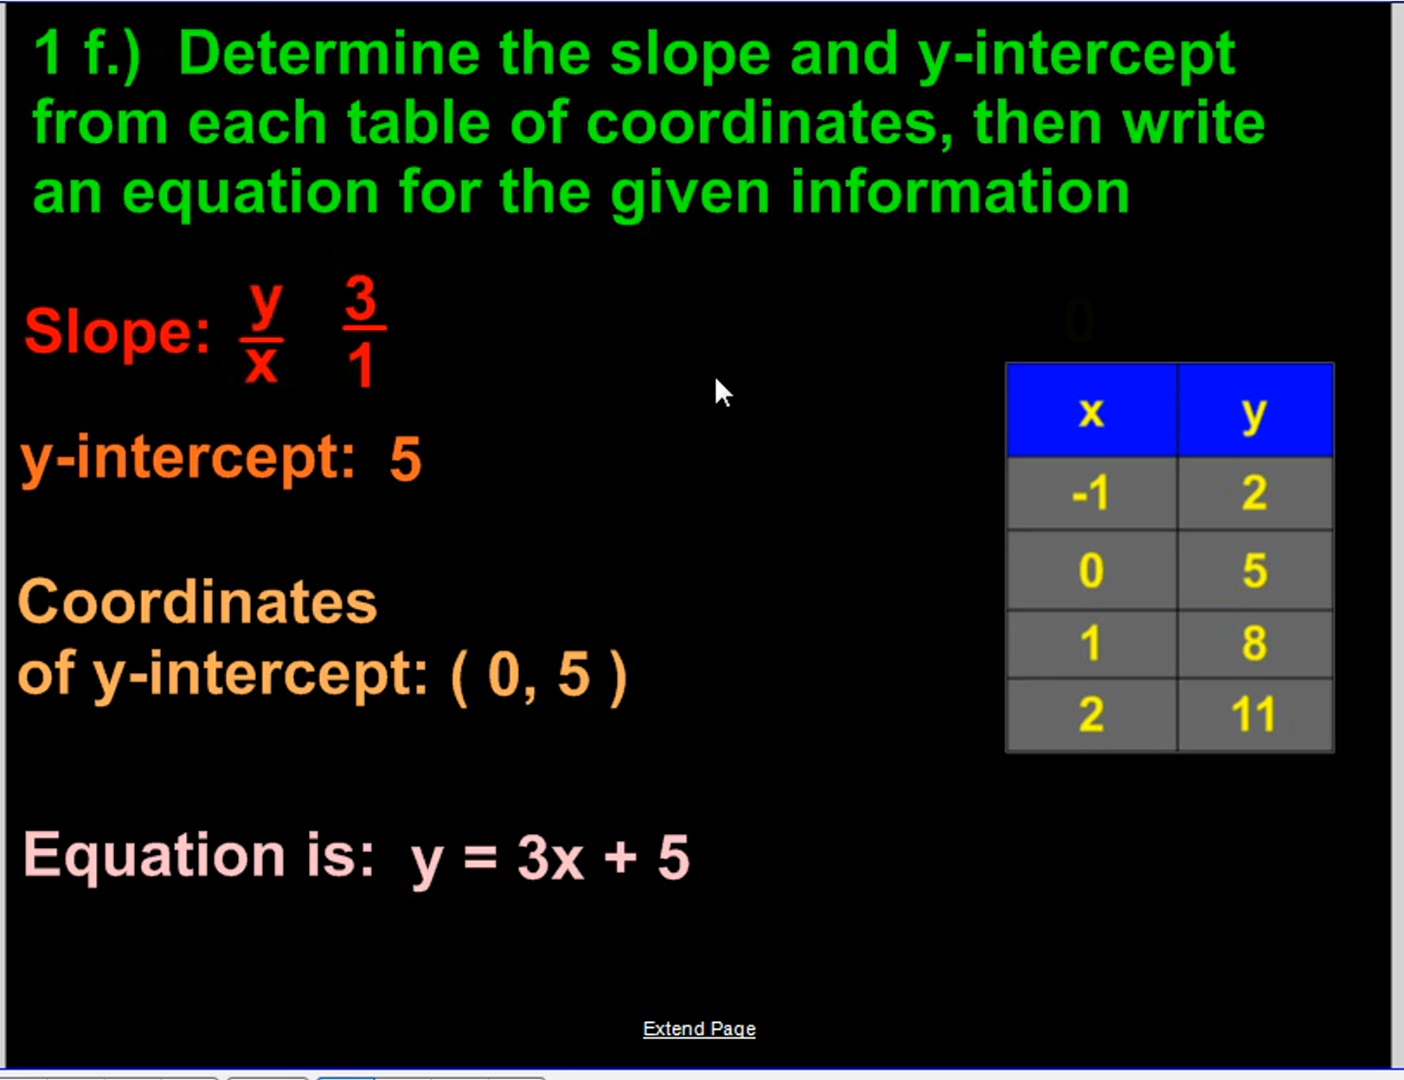 1 f.) Determine the slope and y-intercept
from each table of coordinates, then write
an equation for the given information
Slope: y/x 3/1
y-intercept: 5
Coordinates
of y-intercept: ( 0, 5 )
Equation is: y = 3x + 5
0
x y
-1 2
0 5
1 8
2 11
Extend Page